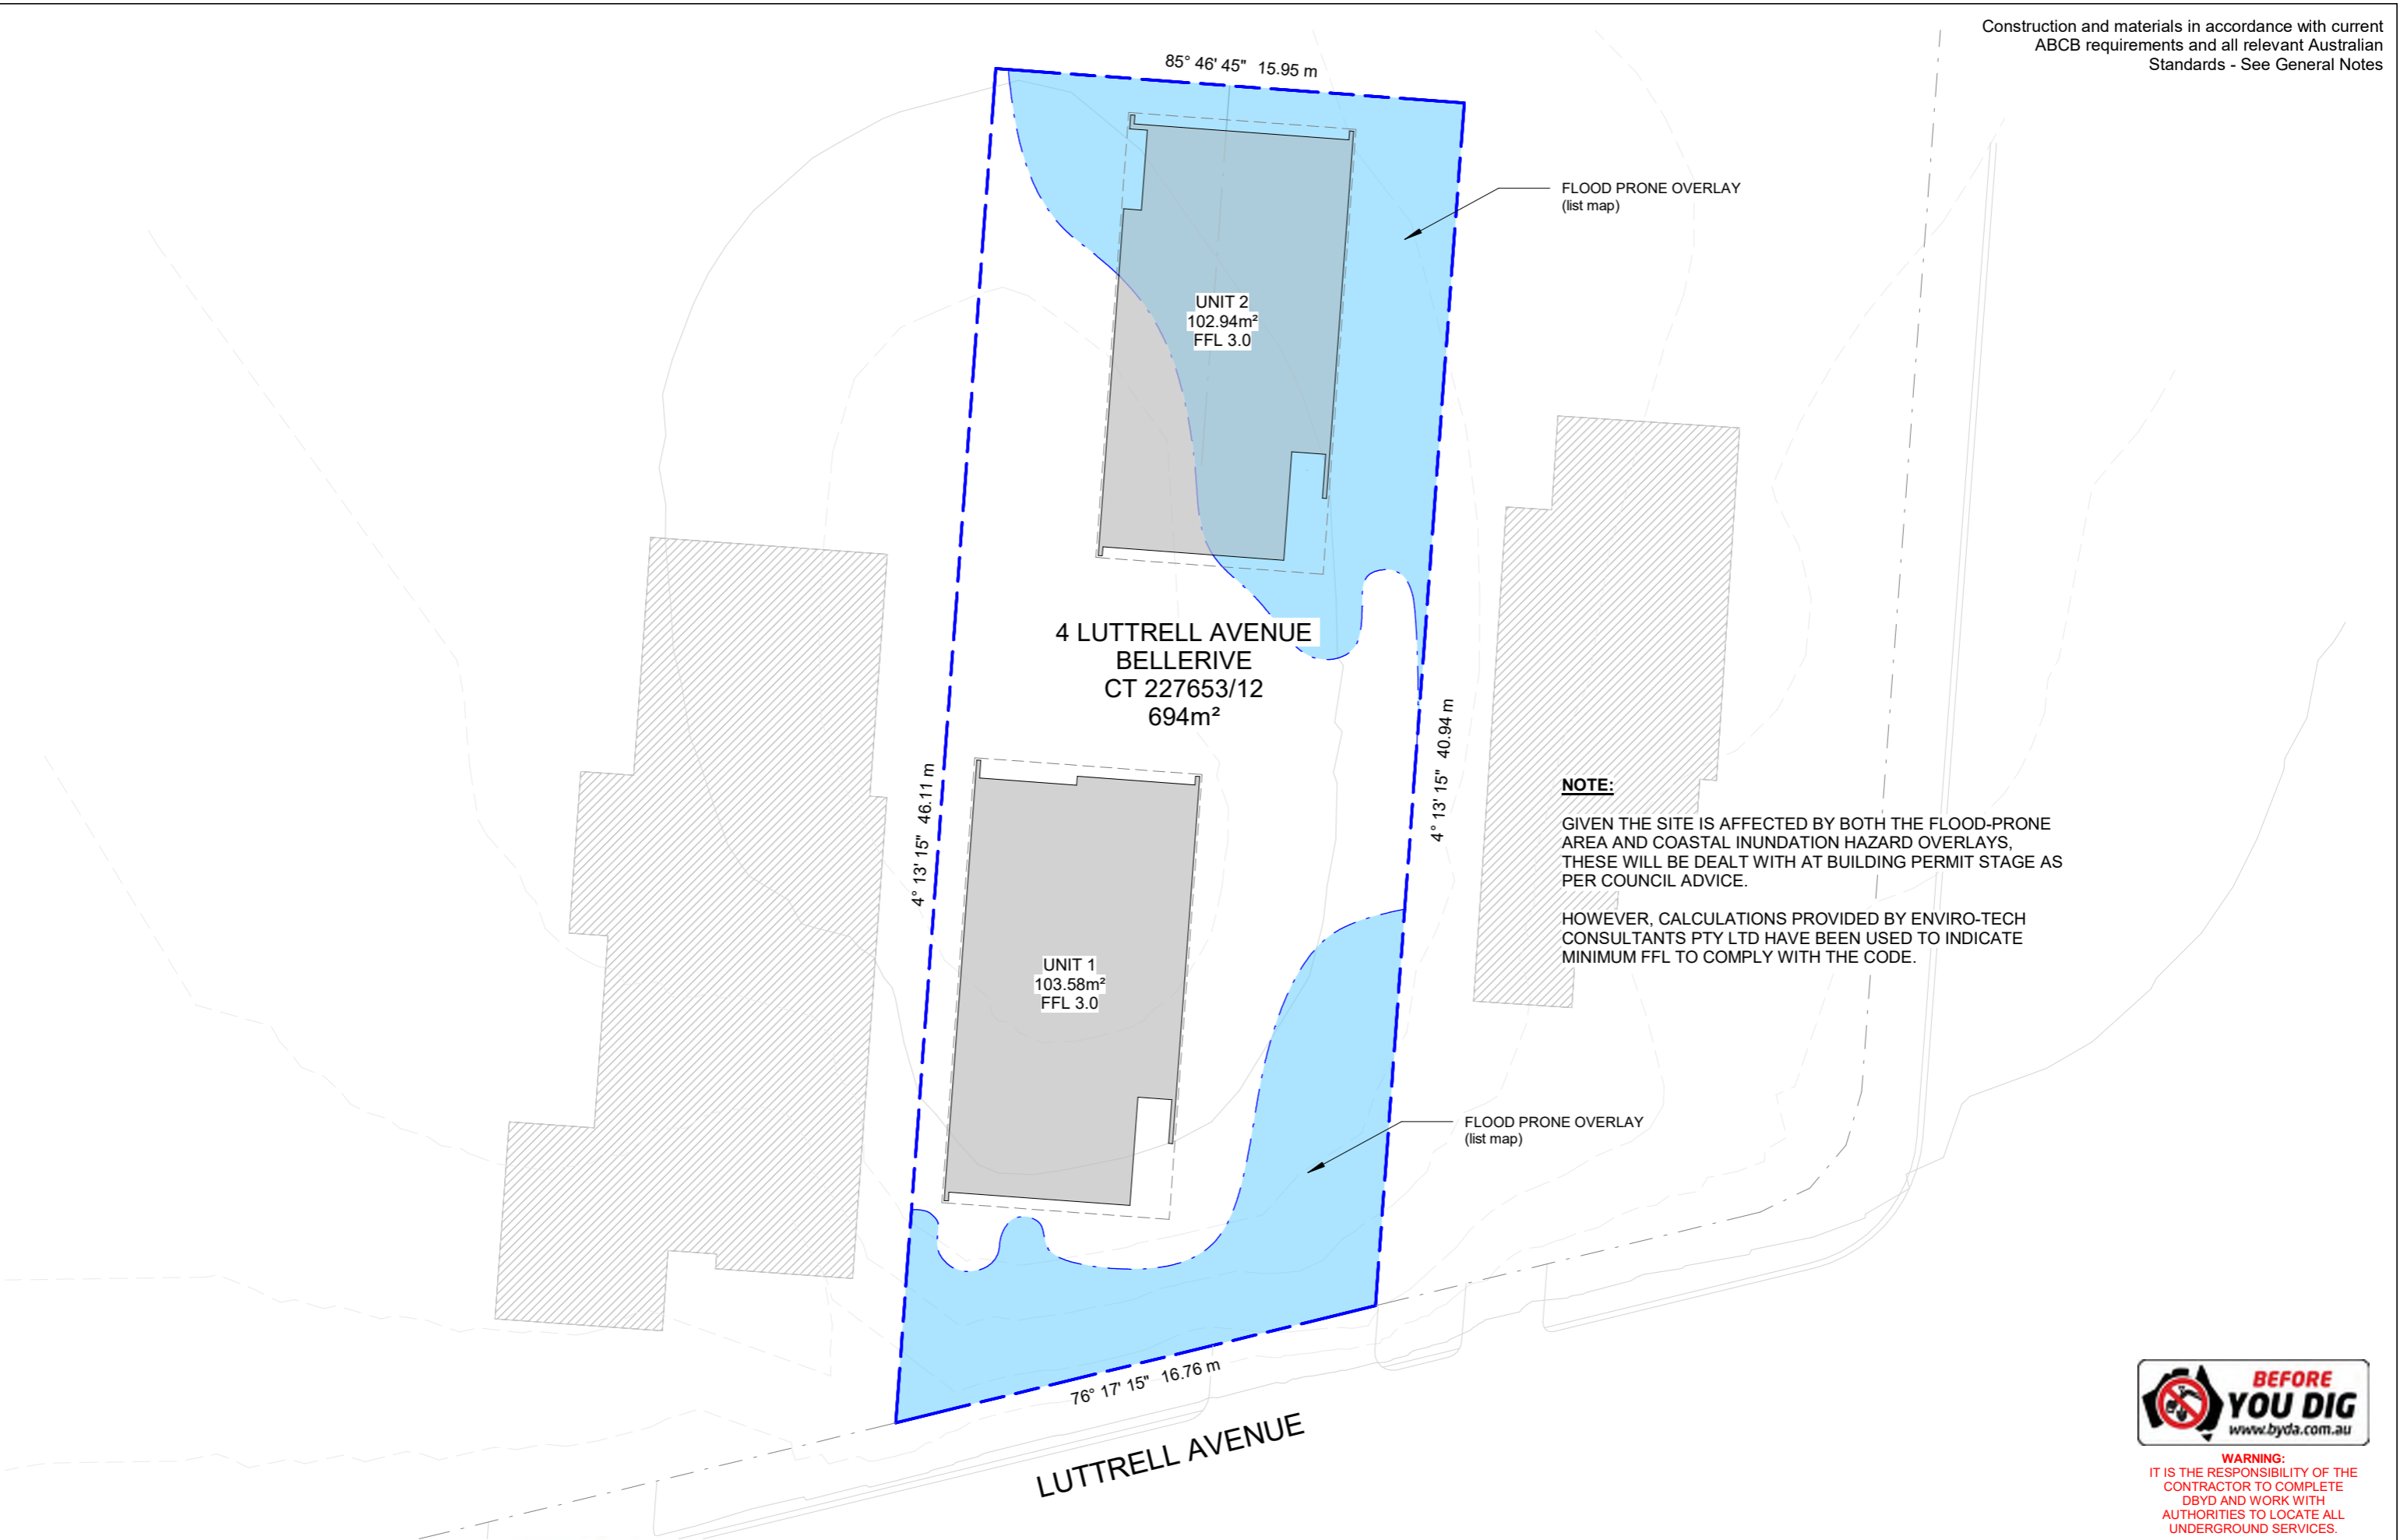 Construction and materials in accordance with current
ABCB requirements and all relevant Australian
Standards - See General Notes
85° 46' 45" 15.95 m
FLOOD PRONE OVERLAY
(list map)
UNIT 2
102.94m²
FFL 3.0
4 LUTTRELL AVENUE
BELLERIVE
CT 227653/12
694m²
4° 13' 15" 46.11 m
4° 13' 15" 40.94 m
NOTE:
GIVEN THE SITE IS AFFECTED BY BOTH THE FLOOD-PRONE
AREA AND COASTAL INUNDATION HAZARD OVERLAYS,
THESE WILL BE DEALT WITH AT BUILDING PERMIT STAGE AS
PER COUNCIL ADVICE.
HOWEVER, CALCULATIONS PROVIDED BY ENVIRO-TECH
CONSULTANTS PTY LTD HAVE BEEN USED TO INDICATE
MINIMUM FFL TO COMPLY WITH THE CODE.
UNIT 1
103.58m²
FFL 3.0
FLOOD PRONE OVERLAY
(list map)
76° 17' 15" 16.76 m
LUTTRELL AVENUE
BEFORE
YOU DIG
www.byda.com.au
WARNING:
IT IS THE RESPONSIBILITY OF THE
CONTRACTOR TO COMPLETE
DBYD AND WORK WITH
AUTHORITIES TO LOCATE ALL
UNDERGROUND SERVICES.